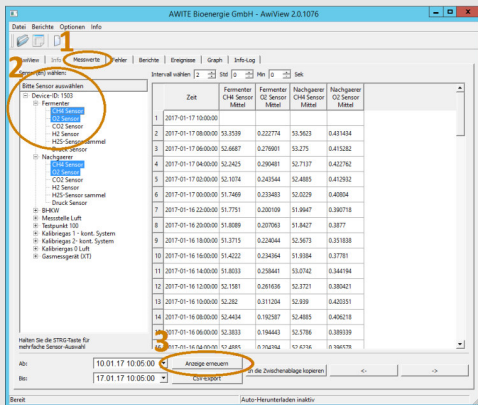 AWITE Bioenergie GmbH - AwiView 2.0.1076
Datei Berichte Optionen Info
1
Info Messwerte Fehler Berichte Ereignisse Graph Info-Log
2
wählen: Intervall wählen 2 Std 0 Min 0 Sek
Bitte Sensor auswählen
Device-ID: 1503
Fermenter
CH4 Sensor
O2 Sensor
CO2 Sensor
H2 Sensor
H2S-Sensor sammel
Druck Sensor
Nachgaerer
CH4 Sensor
O2 Sensor
CO2 Sensor
H2 Sensor
H2S-Sensor sammel
Druck Sensor
BHKW
Messstelle Luft
Testpunkt 100
Kalibriegas 1 - kont. System
Kalibriegas 2- kont. System
Kalibriergas 0 Luft
Gasmessgerät (XT)
Zeit Fermenter CH4 Sensor Mittel Fermenter O2 Sensor Mittel Nachgaerer CH4 Sensor Mittel Nachgaerer O2 Sensor Mittel
1 2017-01-17 10:00:00
2 2017-01-17 08:00:00 53.3539 0.222774 53.5623 0.431434
3 2017-01-17 06:00:00 52.6687 0.276901 53.275 0.415282
4 2017-01-17 04:00:00 52.2425 0.290481 52.7137 0.422762
5 2017-01-17 02:00:00 52.1074 0.243544 52.4885 0.412932
6 2017-01-17 00:00:00 51.7469 0.233483 52.0229 0.40804
7 2017-01-16 22:00:00 51.7751 0.200109 51.9947 0.390718
8 2017-01-16 20:00:00 51.8089 0.207063 51.8427 0.3877
9 2017-01-16 18:00:00 51.3715 0.224044 52.5673 0.351838
10 2017-01-16 16:00:00 51.4222 0.234364 51.9384 0.37781
11 2017-01-16 14:00:00 51.8033 0.258441 53.0742 0.344194
12 2017-01-16 12:00:00 52.1581 0.261636 52.3721 0.380421
13 2017-01-16 10:00:00 52.282 0.311204 52.939 0.420351
14 2017-01-16 08:00:00 52.4434 0.192587 52.4885 0.406218
2017-01-16 06:00:00 52.3833 0.194443 52.5786 0.389339
2017-01-16 04:00:00 52.4885 0.204394 52.6236 0.396578
3
Halten Sie die STRG-Taste für
mehrfache Sensor-Auswahl
Ab: 10.01.17 10:05:00 Anzeige erneuern
Bis: 17.01.17 10:05:00 CSV-Export in die Zwischenablage kopieren <- ->
Bereit Auto-Herunterladen inaktiv